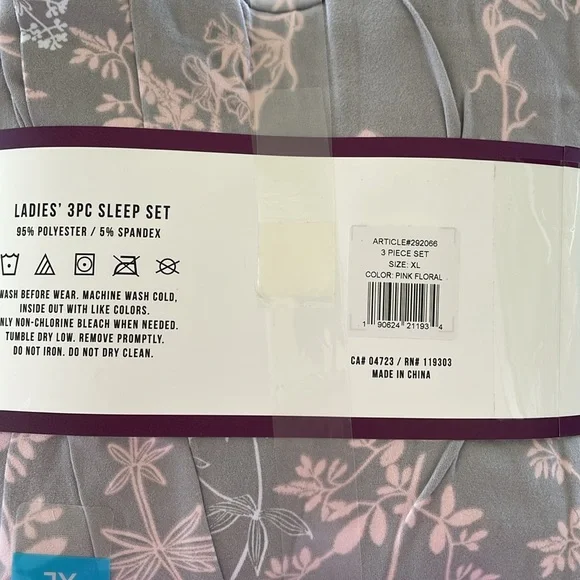 LADIES' 3PC SLEEP SET
95% POLYESTER / 5% SPANDEX
WASH BEFORE WEAR. MACHINE WASH COLD,
INSIDE OUT WITH LIKE COLORS.
ONLY NON-CHLORINE BLEACH WHEN NEEDED.
TUMBLE DRY LOW. REMOVE PROMPTLY.
DO NOT IRON. DO NOT DRY CLEAN.
ARTICLE#292066
3 PIECE SET
SIZE: XL
COLOR: PINK FLORAL
1 90624 21193 4
CA# 04723 / RN# 119303
MADE IN CHINA